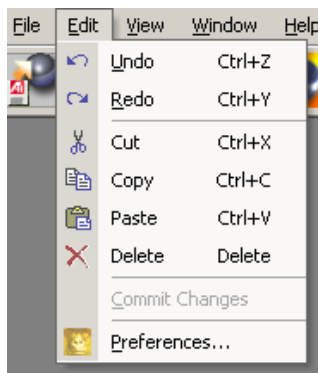 File Edit View Window Help
Undo Ctrl+Z
Redo Ctrl+Y
Cut Ctrl+X
Copy Ctrl+C
Paste Ctrl+V
Delete Delete
Commit Changes
Preferences...